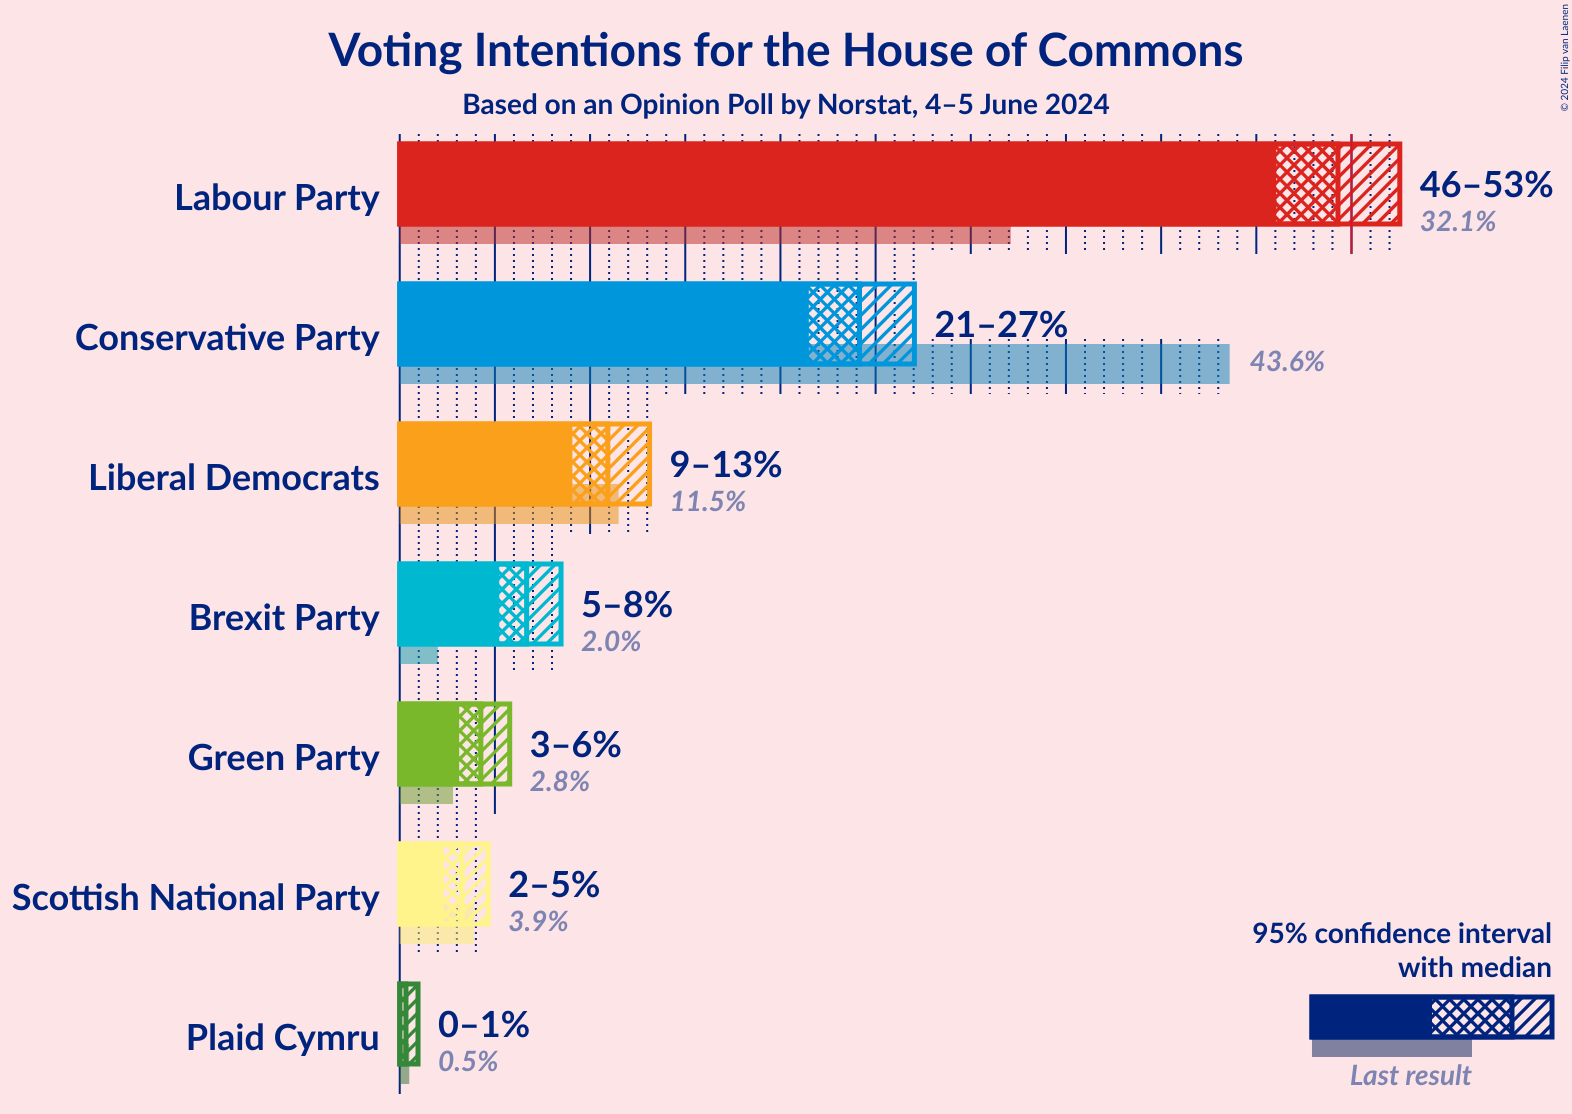 Voting Intentions for the House of Commons
Based on an Opinion Poll by Norstat, 4–5 June 2024
© 2024 Filip van Laenen
Labour Party
46–53%
32.1%
Conservative Party
21–27%
43.6%
Liberal Democrats
9–13%
11.5%
Brexit Party
5–8%
2.0%
Green Party
3–6%
2.8%
Scottish National Party
2–5%
3.9%
Plaid Cymru
0–1%
0.5%
95% confidence interval
with median
Last result